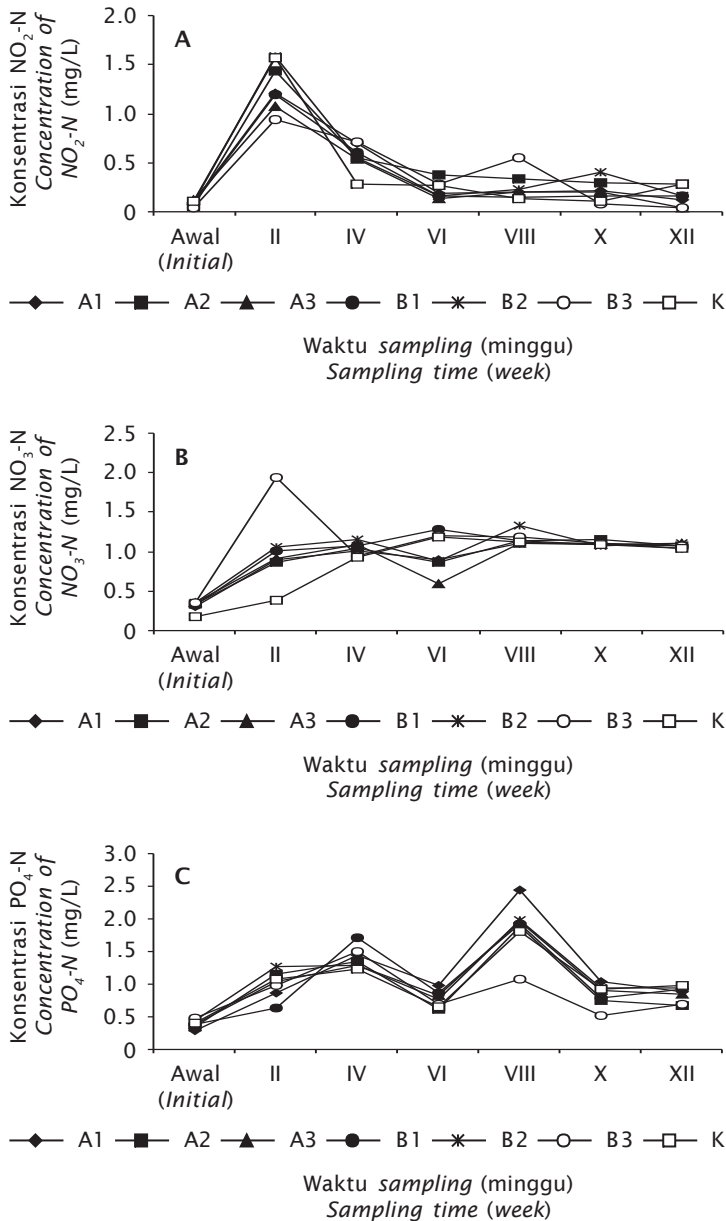 Konsentrasi NO₂-N
Concentration of
NO₂-N (mg/L)
A
2.0
1.5
1.0
0.5
0
Awal II IV VI VIII X XII
(Initial)
A1 A2 A3 B1 B2 B3 K
Waktu sampling (minggu)
Sampling time (week)
Konsentrasi NO₃-N
Concentration of
NO₃-N (mg/L)
B
2.5
2.0
1.5
1.0
0.5
0
Awal II IV VI VIII X XII
(Initial)
A1 A2 A3 B1 B2 B3 K
Waktu sampling (minggu)
Sampling time (week)
Konsentrasi PO₄-N
Concentration of
PO₄-N (mg/L)
C
3.0
2.5
2.0
1.5
1.0
0.5
0
Awal II IV VI VIII X XII
(Initial)
A1 A2 A3 B1 B2 B3 K
Waktu sampling (minggu)
Sampling time (week)